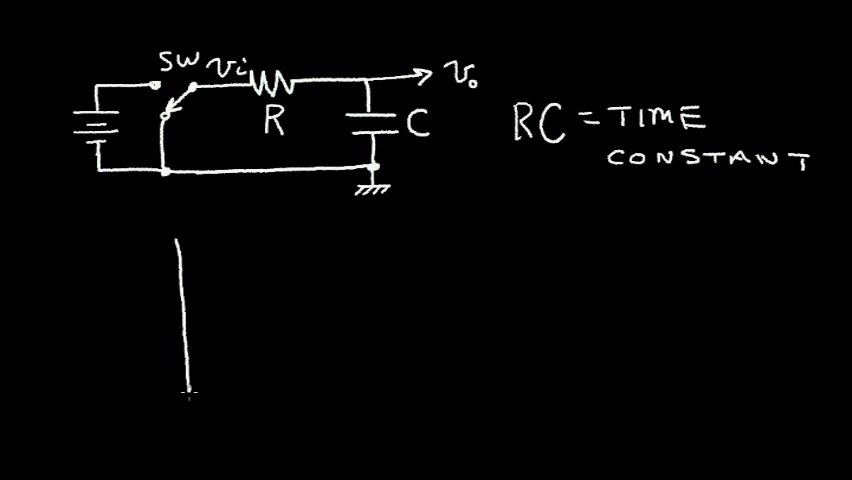 SW vi
vo
R
C
RC = TIME
CONSTANT